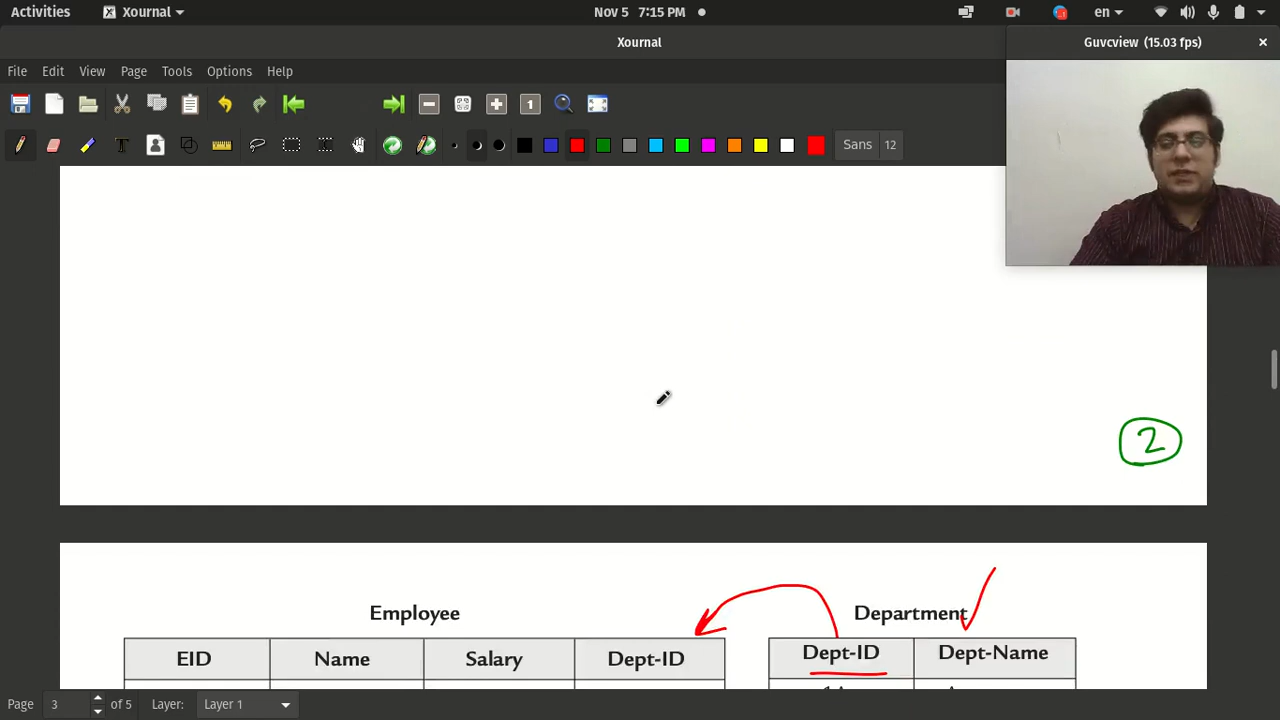 Activities Xournal Nov 5 7:15 PM en
Xournal
Guvcview (15.03 fps)
File Edit View Page Tools Options Help
1
T Sans 12
2
Employee Department
EID Name Salary Dept-ID Dept-ID Dept-Name
Page 3 of 5 Layer: Layer 1